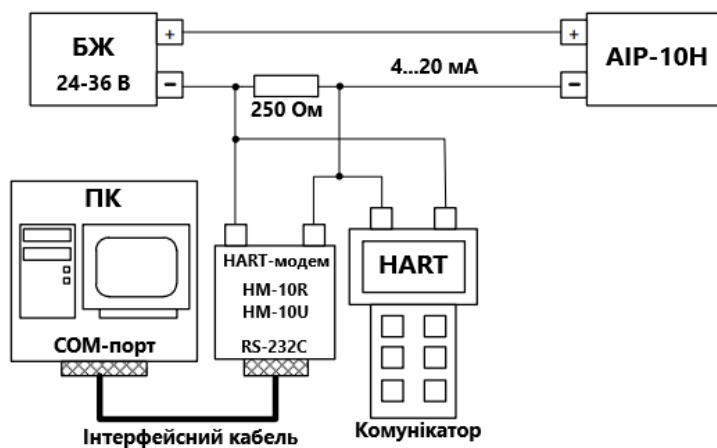 БЖ
24-36 В
+
−
250 Ом
4...20 мА
+
−
АІР-10Н
ПК
COM-порт
HART-модем
HM-10R
HM-10U
RS-232C
HART
Інтерфейсний кабель
Комунікатор